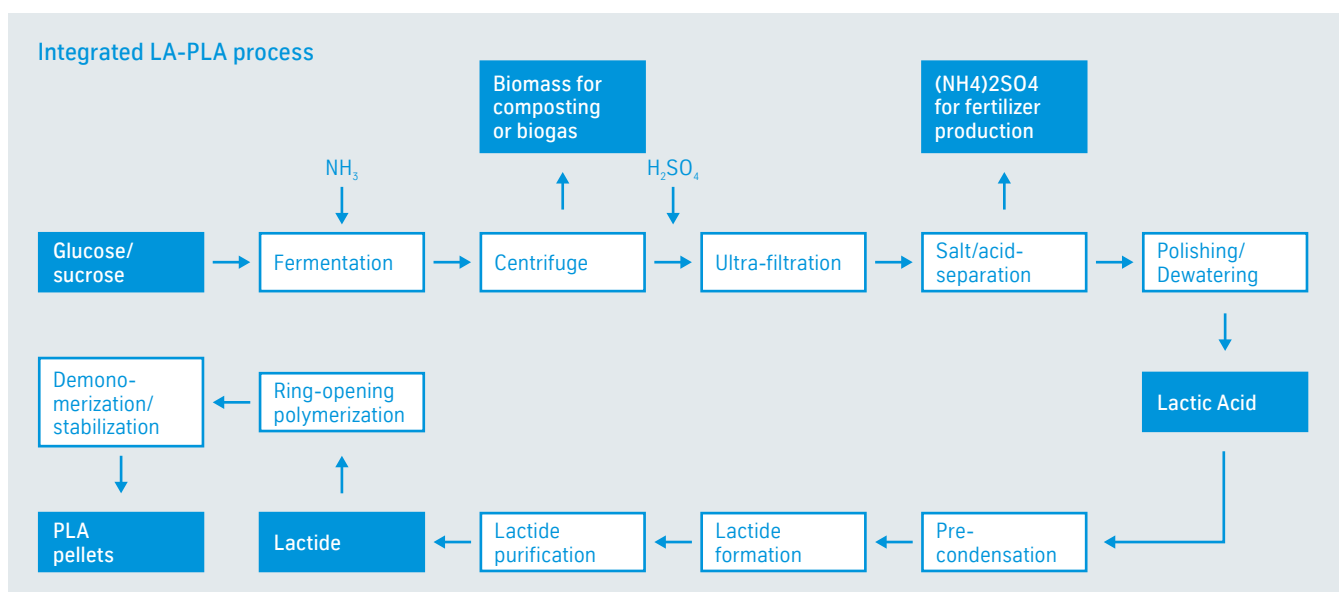 Integrated LA-PLA process
Biomass for
composting
or biogas
(NH4)2SO4
for fertilizer
production
NH₃
H₂SO₄
Glucose/
sucrose
Fermentation
Centrifuge
Ultra-filtration
Salt/acid-
separation
Polishing/
Dewatering
Demono-
merization/
stabilization
Ring-opening
polymerization
Lactic Acid
PLA
pellets
Lactide
Lactide
purification
Lactide
formation
Pre-
condensation